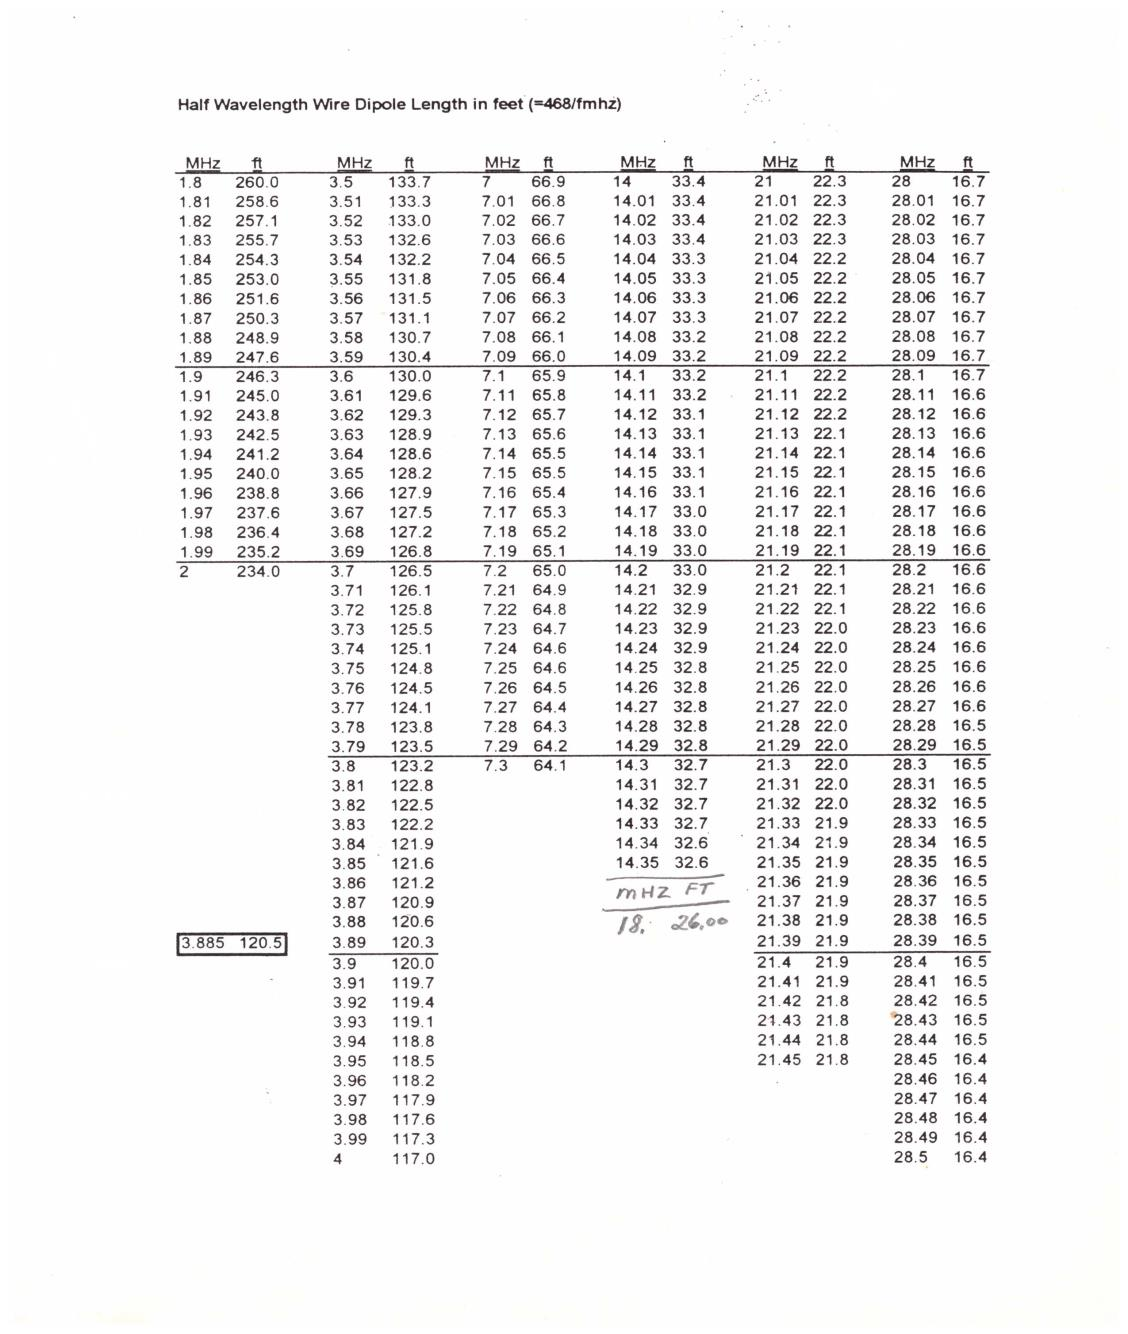 Half Wavelength Wire Dipole Length in feet (=468/fmhz)
MHz ft MHz ft MHz ft MHz ft MHz ft MHz ft
1.8 260.0 3.5 133.7 7 66.9 14 33.4 21 22.3 28 16.7
1.81 258.6 3.51 133.3 7.01 66.8 14.01 33.4 21.01 22.3 28.01 16.7
1.82 257.1 3.52 133.0 7.02 66.7 14.02 33.4 21.02 22.3 28.02 16.7
1.83 255.7 3.53 132.6 7.03 66.6 14.03 33.4 21.03 22.3 28.03 16.7
1.84 254.3 3.54 132.2 7.04 66.5 14.04 33.3 21.04 22.2 28.04 16.7
1.85 253.0 3.55 131.8 7.05 66.4 14.05 33.3 21.05 22.2 28.05 16.7
1.86 251.6 3.56 131.5 7.06 66.3 14.06 33.3 21.06 22.2 28.06 16.7
1.87 250.3 3.57 131.1 7.07 66.2 14.07 33.3 21.07 22.2 28.07 16.7
1.88 248.9 3.58 130.7 7.08 66.1 14.08 33.2 21.08 22.2 28.08 16.7
1.89 247.6 3.59 130.4 7.09 66.0 14.09 33.2 21.09 22.2 28.09 16.7
1.9 246.3 3.6 130.0 7.1 65.9 14.1 33.2 21.1 22.2 28.1 16.7
1.91 245.0 3.61 129.6 7.11 65.8 14.11 33.2 21.11 22.2 28.11 16.6
1.92 243.8 3.62 129.3 7.12 65.7 14.12 33.1 21.12 22.2 28.12 16.6
1.93 242.5 3.63 128.9 7.13 65.6 14.13 33.1 21.13 22.1 28.13 16.6
1.94 241.2 3.64 128.6 7.14 65.5 14.14 33.1 21.14 22.1 28.14 16.6
1.95 240.0 3.65 128.2 7.15 65.5 14.15 33.1 21.15 22.1 28.15 16.6
1.96 238.8 3.66 127.9 7.16 65.4 14.16 33.1 21.16 22.1 28.16 16.6
1.97 237.6 3.67 127.5 7.17 65.3 14.17 33.0 21.17 22.1 28.17 16.6
1.98 236.4 3.68 127.2 7.18 65.2 14.18 33.0 21.18 22.1 28.18 16.6
1.99 235.2 3.69 126.8 7.19 65.1 14.19 33.0 21.19 22.1 28.19 16.6
2 234.0 3.7 126.5 7.2 65.0 14.2 33.0 21.2 22.1 28.2 16.6
3.71 126.1 7.21 64.9 14.21 32.9 21.21 22.1 28.21 16.6
3.72 125.8 7.22 64.8 14.22 32.9 21.22 22.1 28.22 16.6
3.73 125.5 7.23 64.7 14.23 32.9 21.23 22.0 28.23 16.6
3.74 125.1 7.24 64.6 14.24 32.9 21.24 22.0 28.24 16.6
3.75 124.8 7.25 64.6 14.25 32.8 21.25 22.0 28.25 16.6
3.76 124.5 7.26 64.5 14.26 32.8 21.26 22.0 28.26 16.6
3.77 124.1 7.27 64.4 14.27 32.8 21.27 22.0 28.27 16.6
3.78 123.8 7.28 64.3 14.28 32.8 21.28 22.0 28.28 16.5
3.79 123.5 7.29 64.2 14.29 32.8 21.29 22.0 28.29 16.5
3.8 123.2 7.3 64.1 14.3 32.7 21.3 22.0 28.3 16.5
3.81 122.8 14.31 32.7 21.31 22.0 28.31 16.5
3.82 122.5 14.32 32.7 21.32 22.0 28.32 16.5
3.83 122.2 14.33 32.7 21.33 21.9 28.33 16.5
3.84 121.9 14.34 32.6 21.34 21.9 28.34 16.5
3.85 121.6 14.35 32.6 21.35 21.9 28.35 16.5
3.86 121.2 mHZ FT 21.36 21.9 28.36 16.5
3.87 120.9 21.37 21.9 28.37 16.5
3.88 120.6 18. 26.00 21.38 21.9 28.38 16.5
3.885 120.5 3.89 120.3 21.39 21.9 28.39 16.5
3.9 120.0 21.4 21.9 28.4 16.5
3.91 119.7 21.41 21.9 28.41 16.5
3.92 119.4 21.42 21.8 28.42 16.5
3.93 119.1 21.43 21.8 28.43 16.5
3.94 118.8 21.44 21.8 28.44 16.5
3.95 118.5 21.45 21.8 28.45 16.4
3.96 118.2 28.46 16.4
3.97 117.9 28.47 16.4
3.98 117.6 28.48 16.4
3.99 117.3 28.49 16.4
4 117.0 28.5 16.4